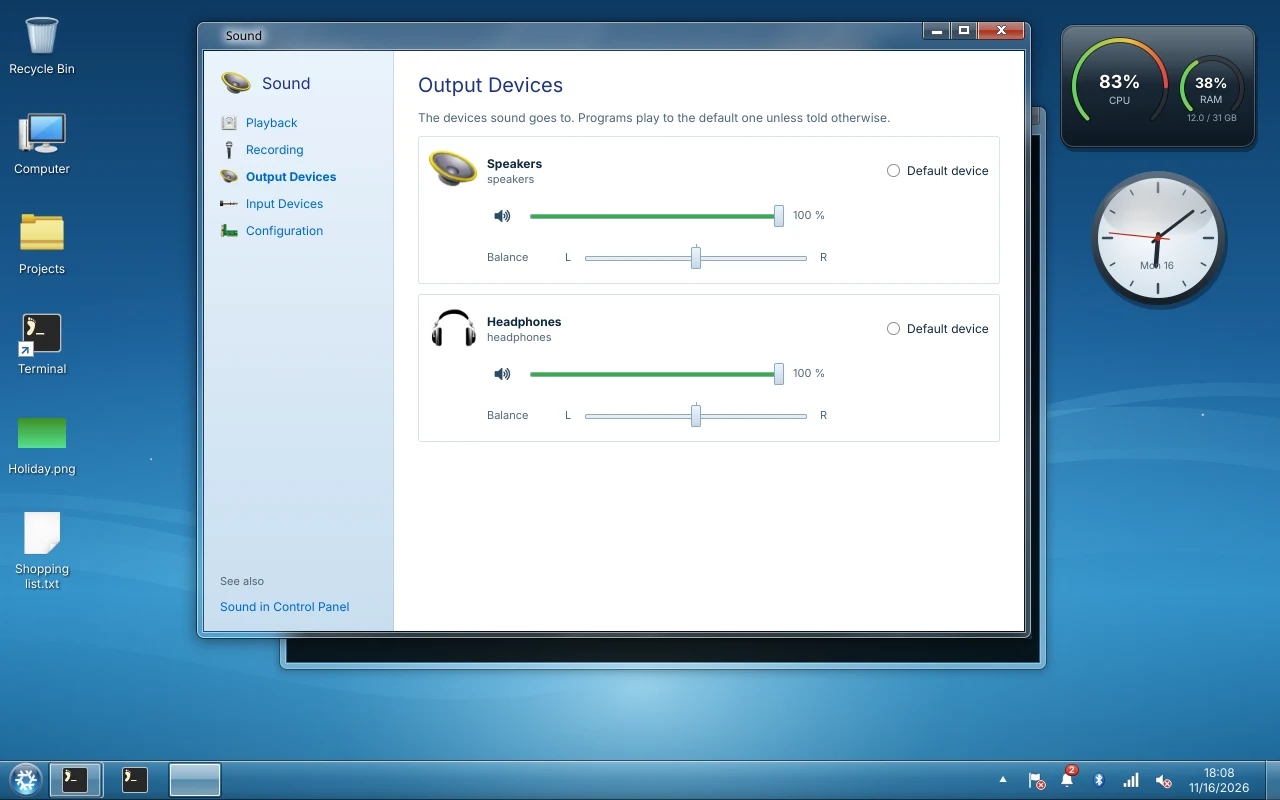 Recycle Bin
Computer
Projects
Terminal
Holiday.png
Shopping
list.txt
Sound
Sound
Playback
Recording
Output Devices
Input Devices
Configuration
See also
Sound in Control Panel
Output Devices
The devices sound goes to. Programs play to the default one unless told otherwise.
Speakers
speakers
Default device
100 %
Balance L R
Headphones
headphones
Default device
100 %
Balance L R
83%
CPU
38%
RAM
12.0 / 31 GB
Mon 16
2
18:08
11/16/2026